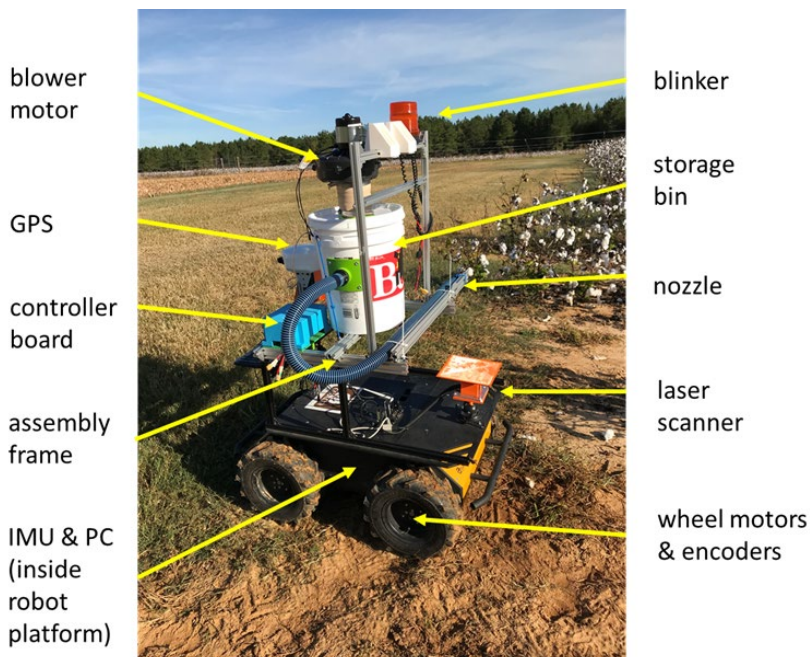 blower
motor
GPS
controller
board
assembly
frame
IMU & PC
(inside
robot
platform)
blinker
storage
bin
nozzle
laser
scanner
wheel motors
& encoders